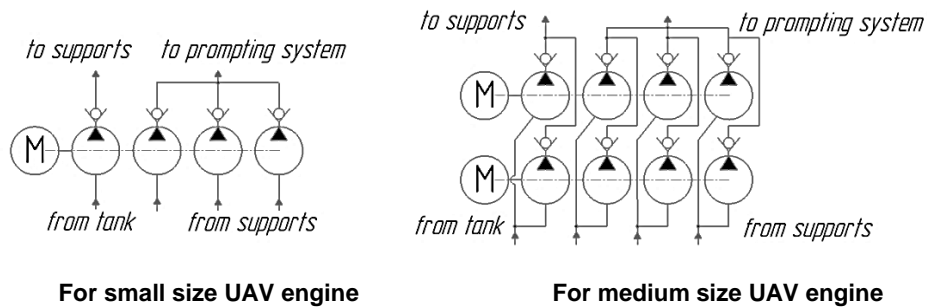 to supports to prompting system
M
from tank from supports
For small size UAV engine
to supports to prompting system
M
M
from tank from supports
For medium size UAV engine